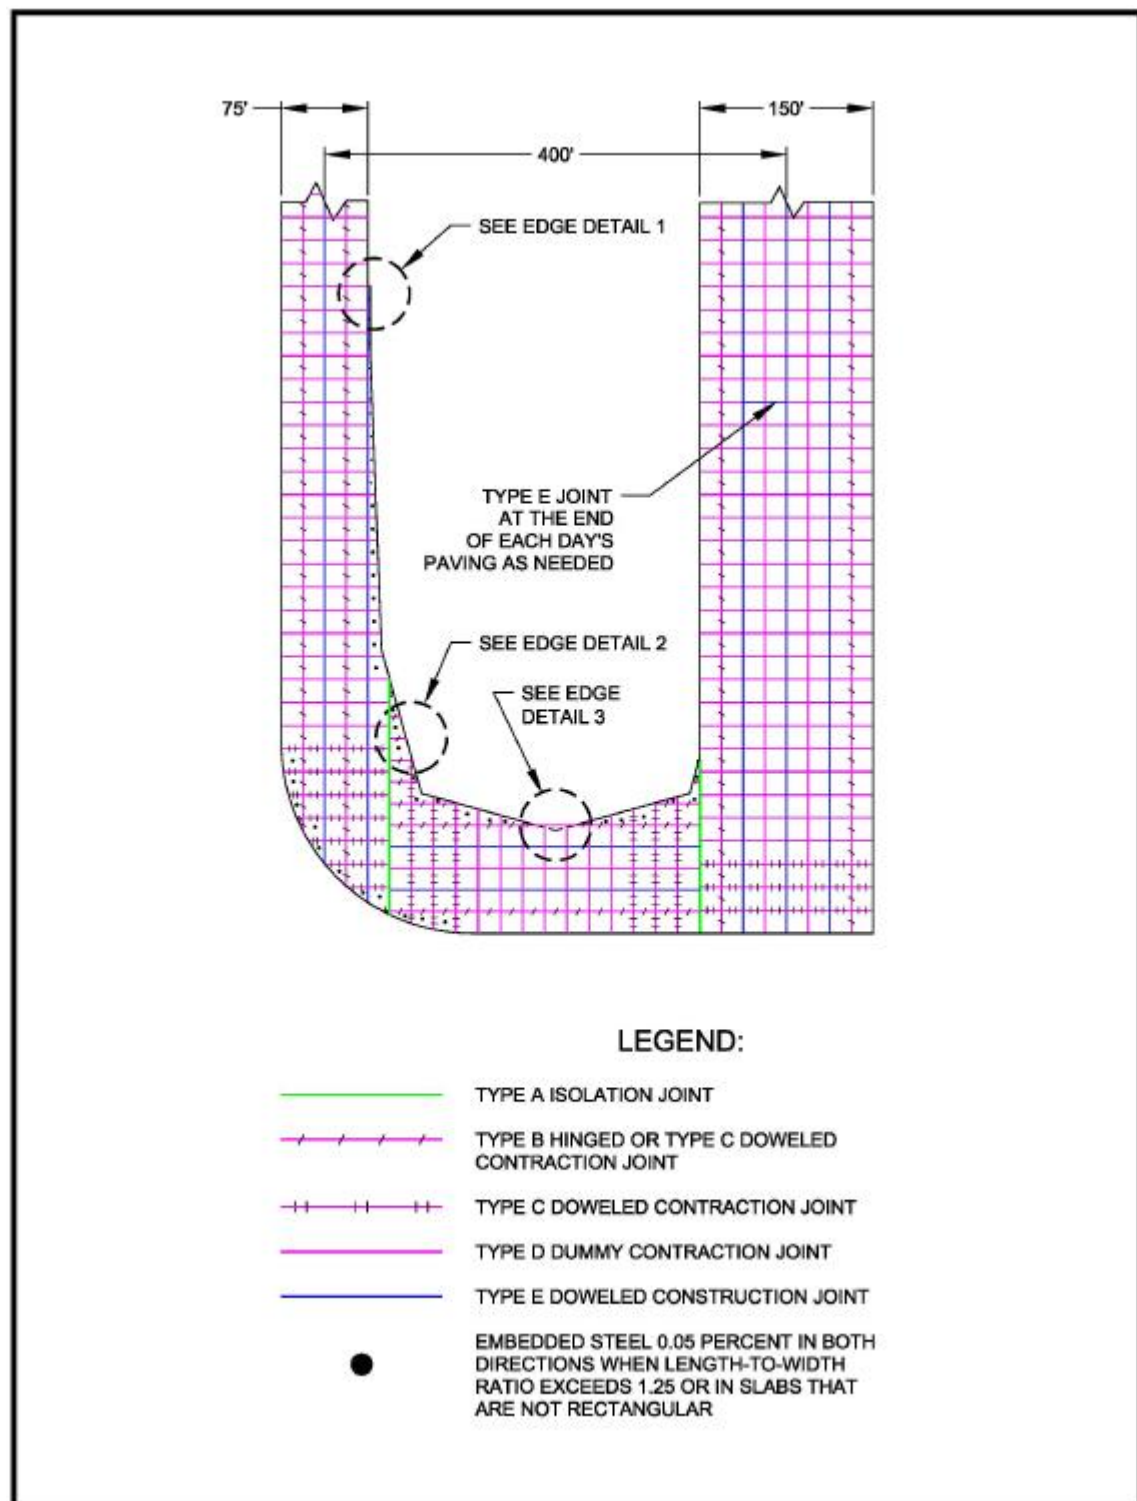 75'
150'
400'
SEE EDGE DETAIL 1
TYPE E JOINT
AT THE END
OF EACH DAY'S
PAVING AS NEEDED
SEE EDGE DETAIL 2
SEE EDGE
DETAIL 3
LEGEND:
TYPE A ISOLATION JOINT
TYPE B HINGED OR TYPE C DOWELED
CONTRACTION JOINT
TYPE C DOWELED CONTRACTION JOINT
TYPE D DUMMY CONTRACTION JOINT
TYPE E DOWELED CONSTRUCTION JOINT
EMBEDDED STEEL 0.05 PERCENT IN BOTH
DIRECTIONS WHEN LENGTH-TO-WIDTH
RATIO EXCEEDS 1.25 OR IN SLABS THAT
ARE NOT RECTANGULAR